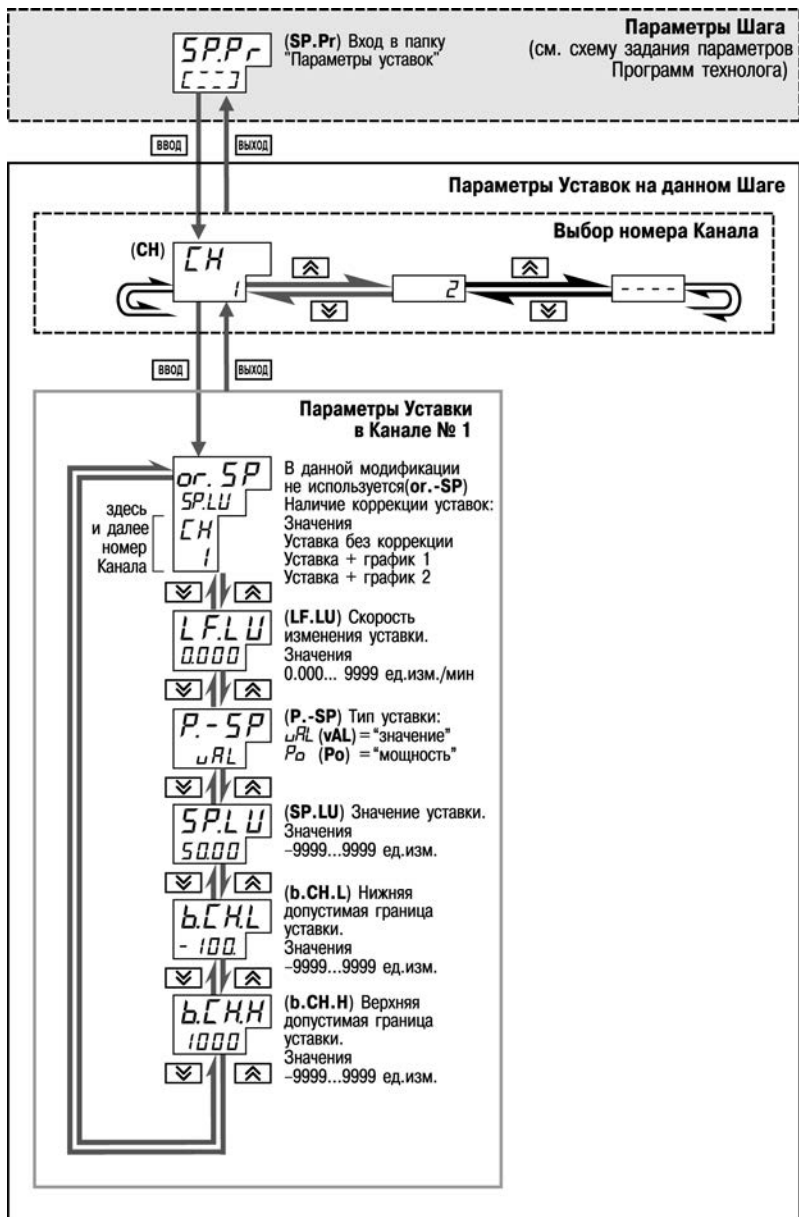 Параметры Шага
(см. схему задания параметров
Программ технолога)
SP.Pr
[---]
(SP.Pr) Вход в папку
"Параметры уставок"
ВВОД
ВЫХОД
Параметры Уставок на данном Шаге
Выбор номера Канала
(CH)
CH
1
2
----
ВВОД
ВЫХОД
Параметры Уставки
в Канале № 1
or.SP
SP.LU
CH
1
здесь
и далее
номер
Канала
В данной модификации
не используется(or.-SP)
Наличие коррекции уставок:
Значения
Уставка без коррекции
Уставка + график 1
Уставка + график 2
LF.LU
0.000
(LF.LU) Скорость
изменения уставки.
Значения
0.000... 9999 ед.изм./мин
P.-SP
vAL
(P.-SP) Тип уставки:
vAL (vAL) = "значение"
Po (Po) = "мощность"
SP.LU
50.00
(SP.LU) Значение уставки.
Значения
–9999...9999 ед.изм.
b.CH.L
-100.
(b.CH.L) Нижняя
допустимая граница
уставки.
Значения
–9999...9999 ед.изм.
b.CH.H
1000
(b.CH.H) Верхняя
допустимая граница
уставки.
Значения
–9999...9999 ед.изм.